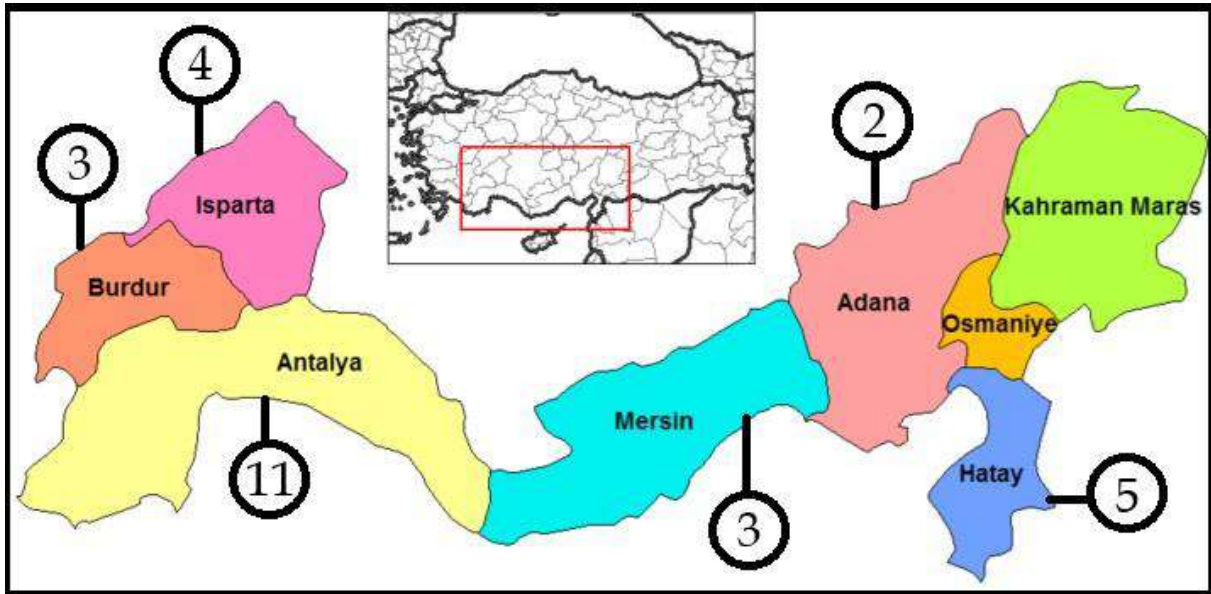 4
2
3
Isparta
Kahraman Maras
Burdur
Adana
Osmaniye
Antalya
Mersin
Hatay
11
5
3